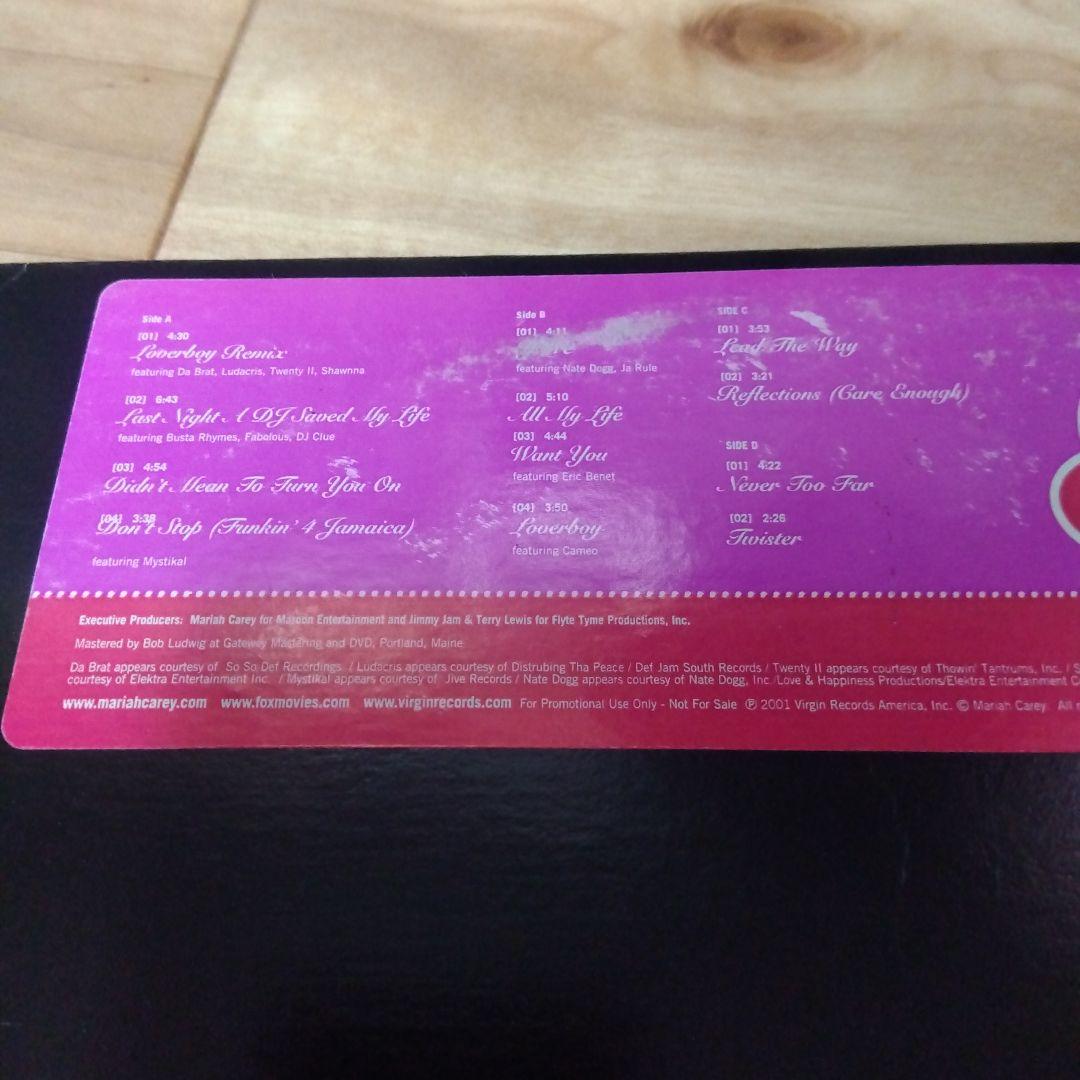 Side A
[01] 4:30
Loverboy Remix
featuring Da Brat, Ludacris, Twenty II, Shawnna
[02] 6:43
Last Night A DJ Saved My Life
featuring Busta Rhymes, Fabolous, DJ Clue
[03] 4:54
Didn't Mean To Turn You On
[04] 3:38
Don't Stop (Funkin' 4 Jamaica)
featuring Mystikal
Side B
[01] 4:11
featuring Nate Dogg, Ja Rule
[02] 5:10
All My Life
[03] 4:44
Want You
featuring Eric Benet
[04] 3:50
Loverboy
featuring Cameo
SIDE C
[01] 3:53
Lead The Way
[02] 3:21
Reflections (Care Enough)
SIDE D
[01] 4:22
Never Too Far
[02] 2:26
Twister
Executive Producers: Mariah Carey for Maroon Entertainment and Jimmy Jam & Terry Lewis for Flyte Tyme Productions, Inc.
Mastered by Bob Ludwig at Gateway Mastering and DVD, Portland, Maine
Da Brat appears courtesy of So So Def Recordings / Ludacris appears courtesy of Distrubing Tha Peace / Def Jam South Records / Twenty II appears courtesy of Thowin' Tantrums, Inc. / S
courtesy of Elektra Entertainment Inc. / Mystikal appears courtesy of Jive Records / Nate Dogg appears courtesy of Nate Dogg, Inc./Love & Happiness Productions/Elektra Entertainment
www.mariahcarey.com www.foxmovies.com www.virginrecords.com For Promotional Use Only - Not For Sale ℗ 2001 Virgin Records America, Inc. © Mariah Carey. All